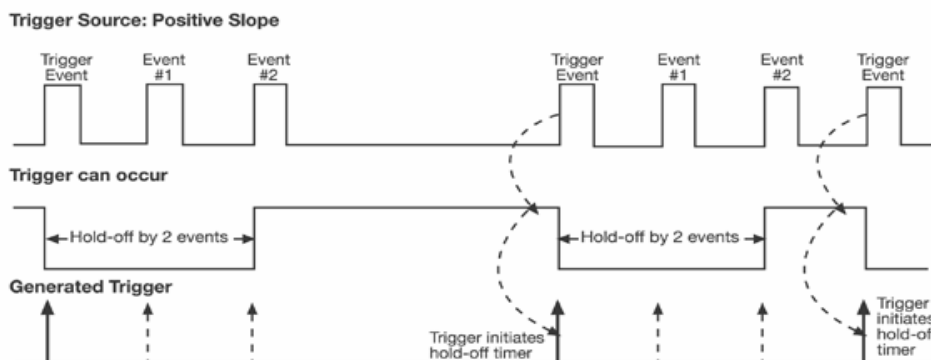 Trigger Source: Positive Slope
Trigger Event
Event #1
Event #2
Trigger Event
Event #1
Event #2
Trigger Event
Trigger can occur
Hold-off by 2 events
Hold-off by 2 events
Generated Trigger
Trigger initiates
hold-off timer
Trigger
initiates
hold-of
timer